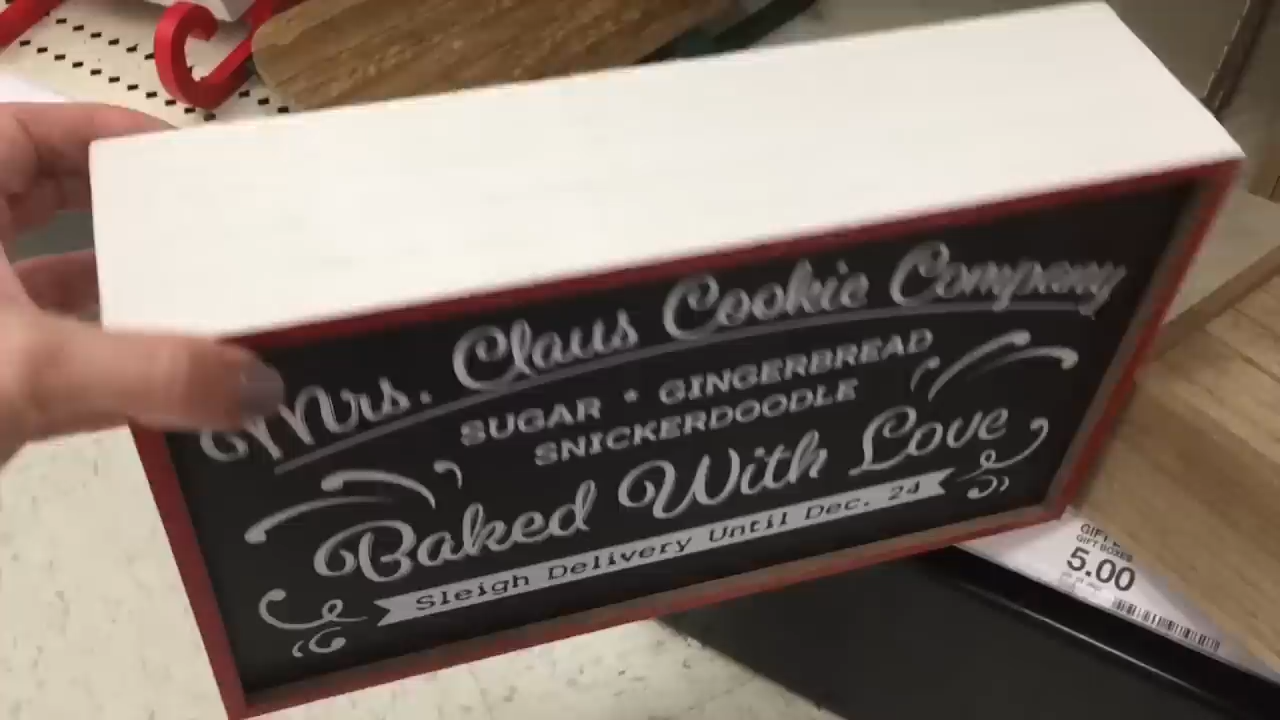 Mrs. Claus Cookie Company
SUGAR * GINGERBREAD
SNICKERDOODLE
Baked With Love
Sleigh Delivery Until Dec. 24
GIFT
GIFT BOXES
5.00